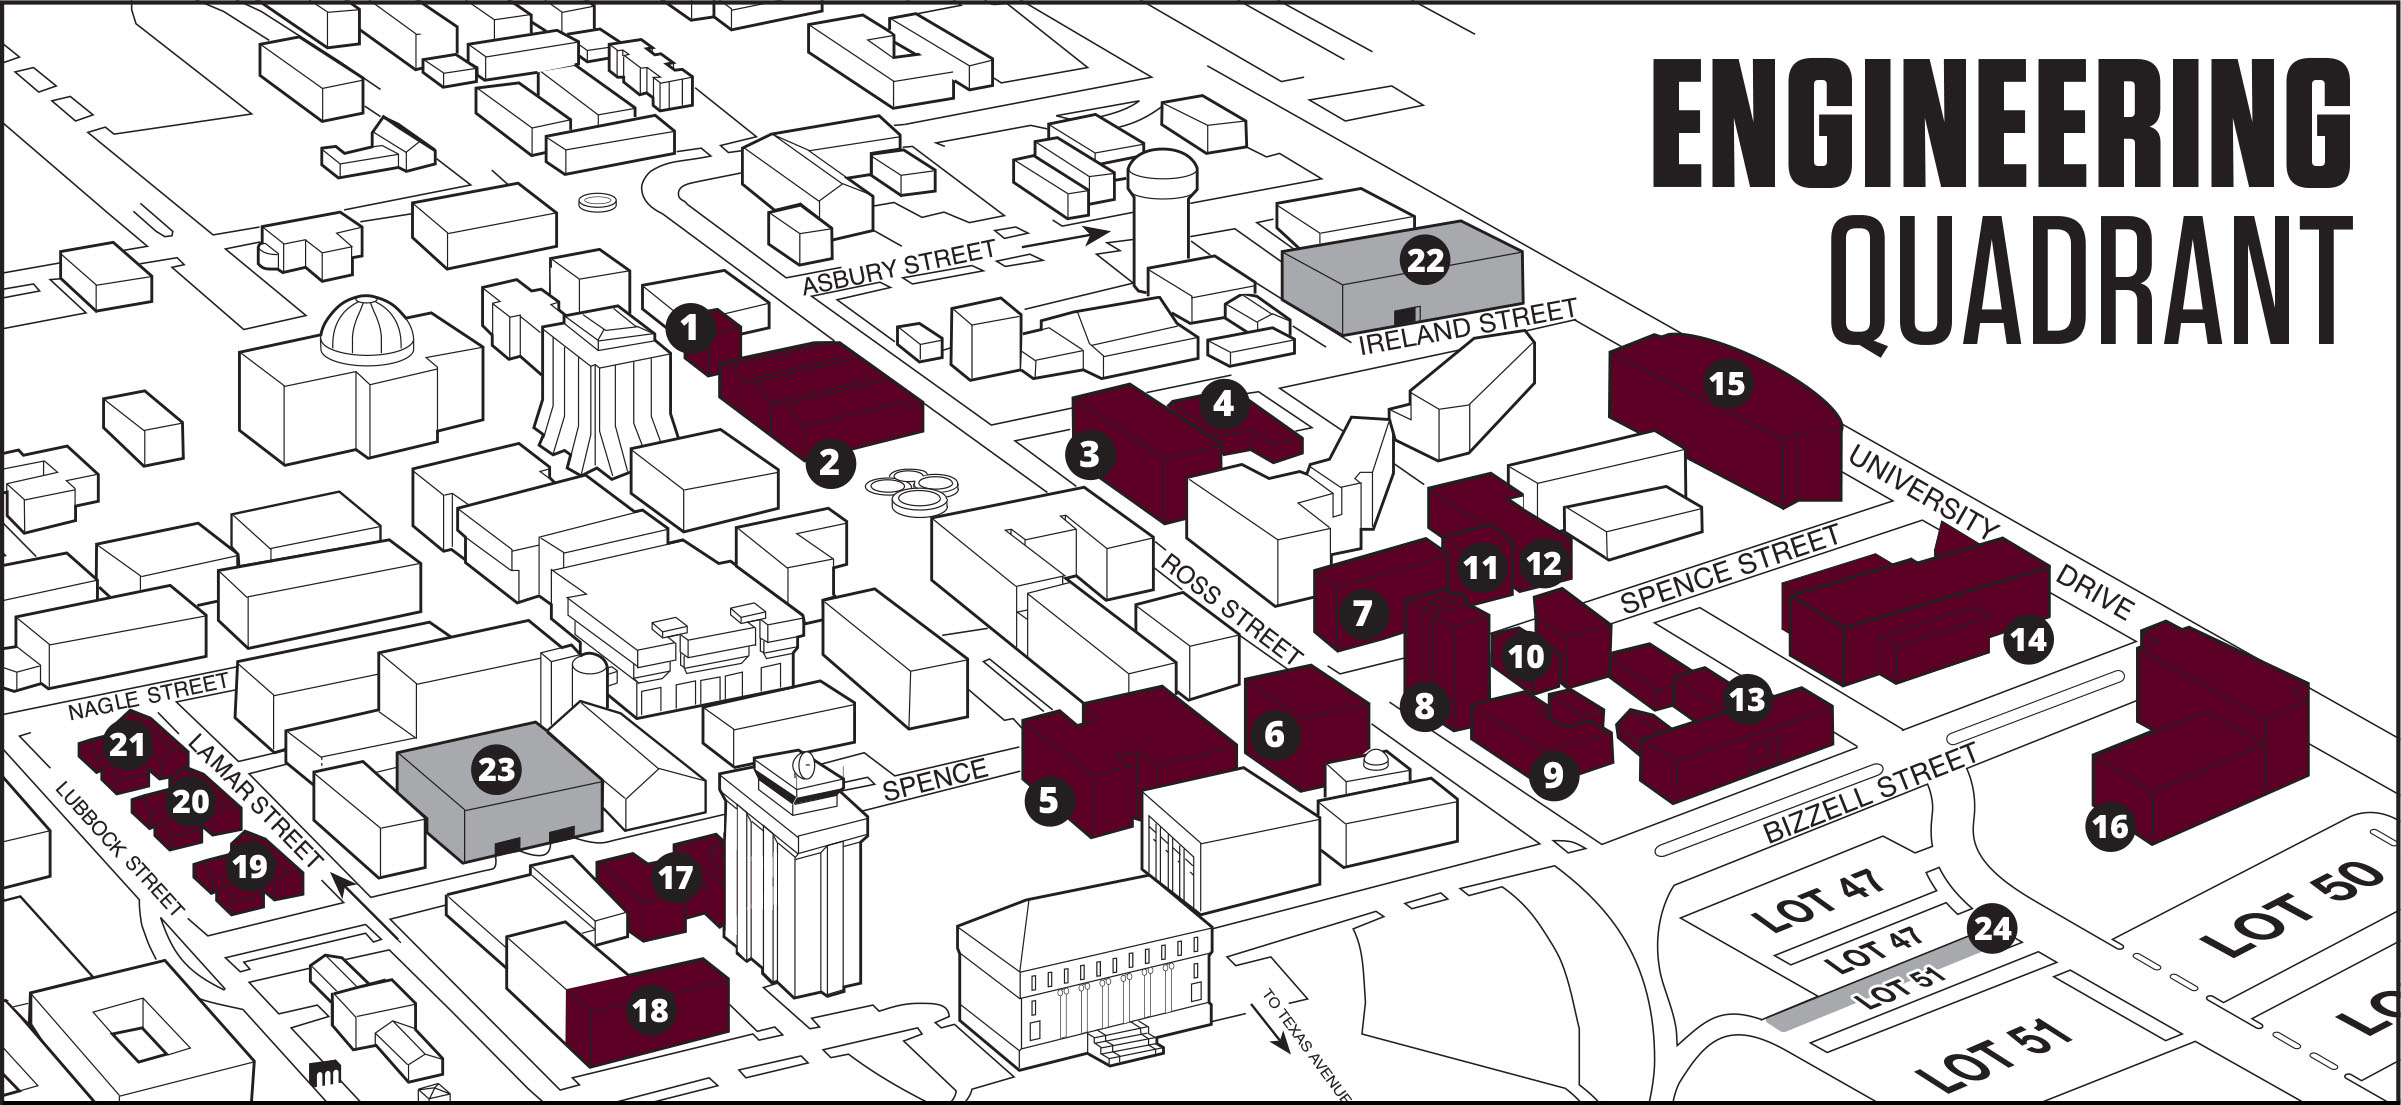 ENGINEERING
QUADRANT
ASBURY STREET
22
IRELAND STREET
1
15
4
3
2
UNIVERSITY
DRIVE
SPENCE STREET
ROSS STREET
11
12
7
14
10
13
8
6
9
NAGLE STREET
21
LAMAR STREET
23
20
LUBBOCK STREET
19
SPENCE
5
BIZZELL STREET
16
17
18
LOT 47
LOT 50
24
LOT 47
LOT 51
LOT 51
TO TEXAS AVENUE